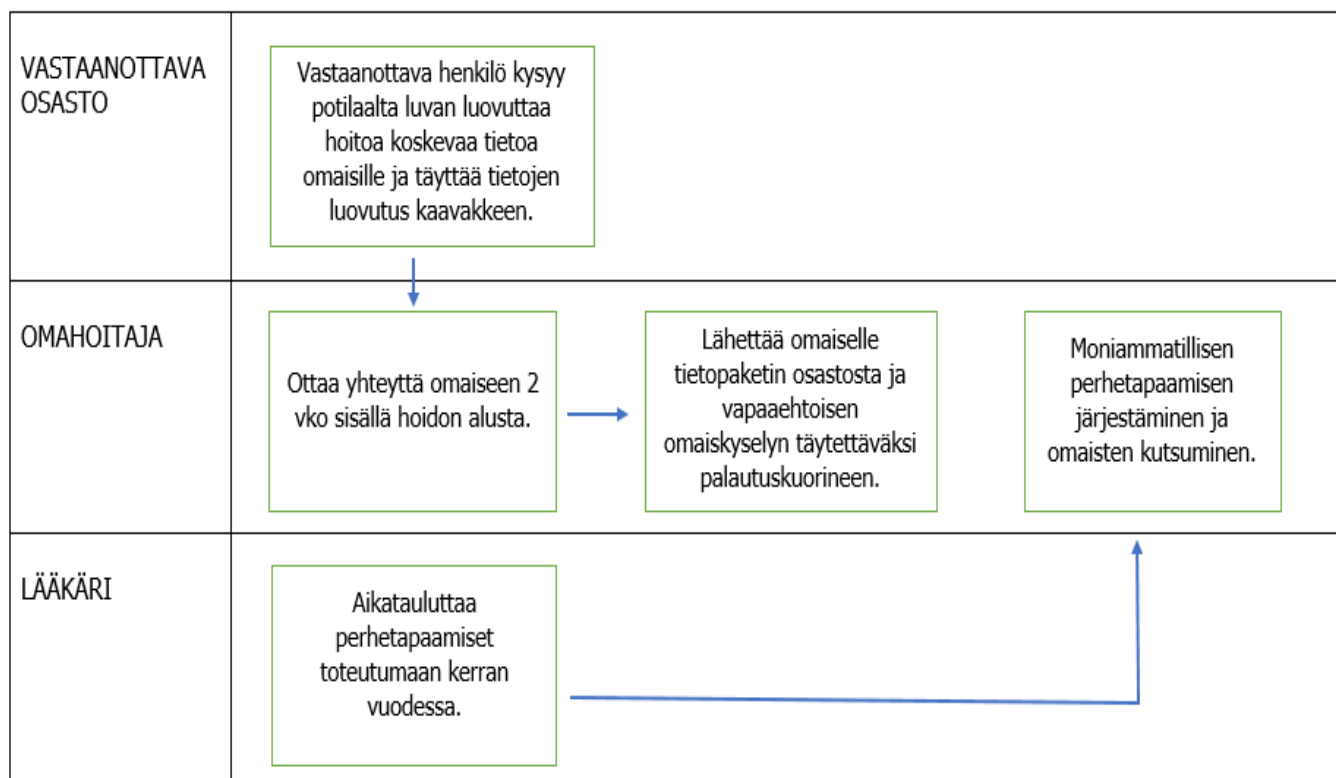 VASTAANOTTAVA
OSASTO
Vastaanottava henkilö kysyy
potilaalta luvan luovuttaa
hoitoa koskevaa tietoa
omaisille ja täyttää tietojen
luovutus kaavakkeen.
OMAHOITAJA
Ottaa yhteyttä omaiseen 2
vko sisällä hoidon alusta.
Lähettää omaiselle
tietopaketin osastosta ja
vapaaehtoisen
omaiskyselyn täytettäväksi
palautuskuorineen.
Moniammatillisen
perhetapaamisen
järjestäminen ja
omaisten kutsuminen.
LÄÄKÄRI
Aikatauluttaa
perhetapaamiset
toteutumaan kerran
vuodessa.